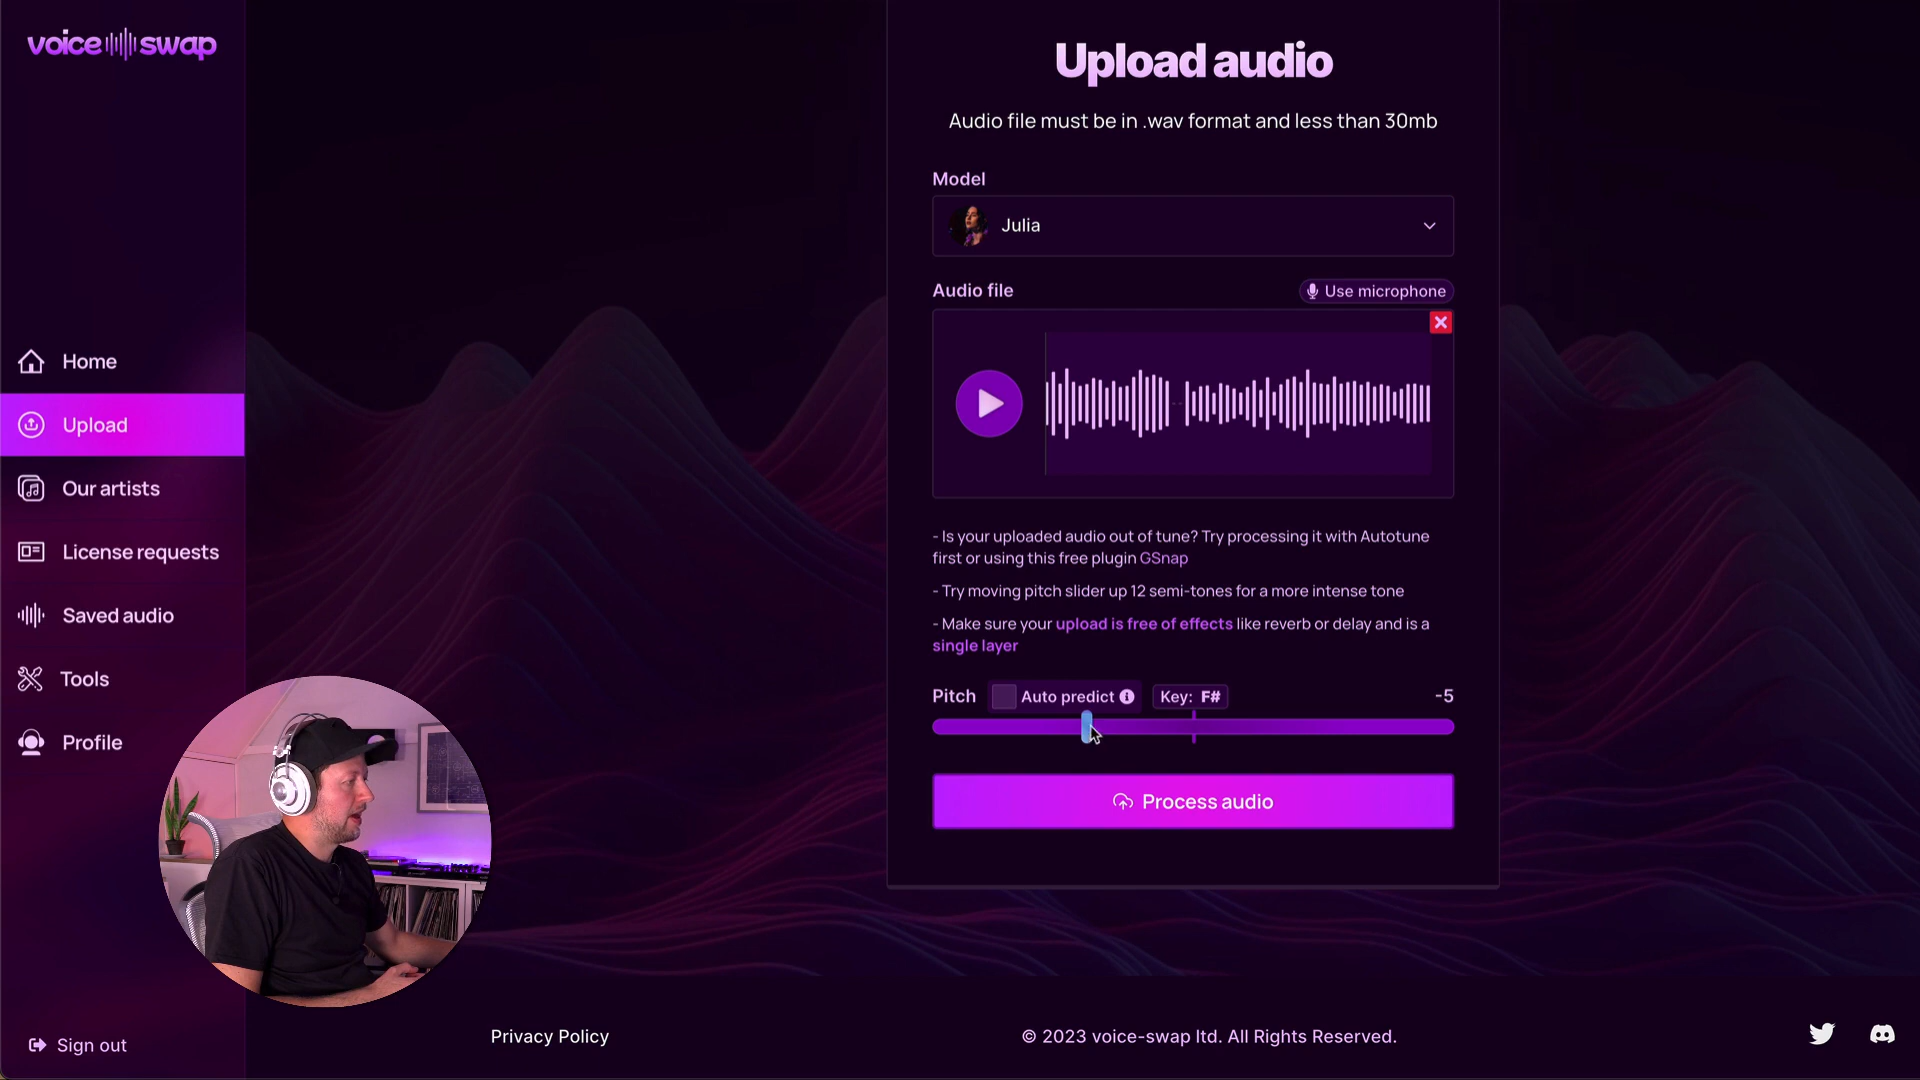 voice swap
Home
Upload
Our artists
License requests
Saved audio
Tools
Profile
Sign out
Upload audio
Audio file must be in .wav format and less than 30mb
Model
Julia
Audio file
Use microphone
- Is your uploaded audio out of tune? Try processing it with Autotune
first or using this free plugin GSnap
- Try moving pitch slider up 12 semi-tones for a more intense tone
- Make sure your upload is free of effects like reverb or delay and is a
single layer
Pitch Auto predict Key: F# -5
Process audio
Privacy Policy
© 2023 voice-swap ltd. All Rights Reserved.